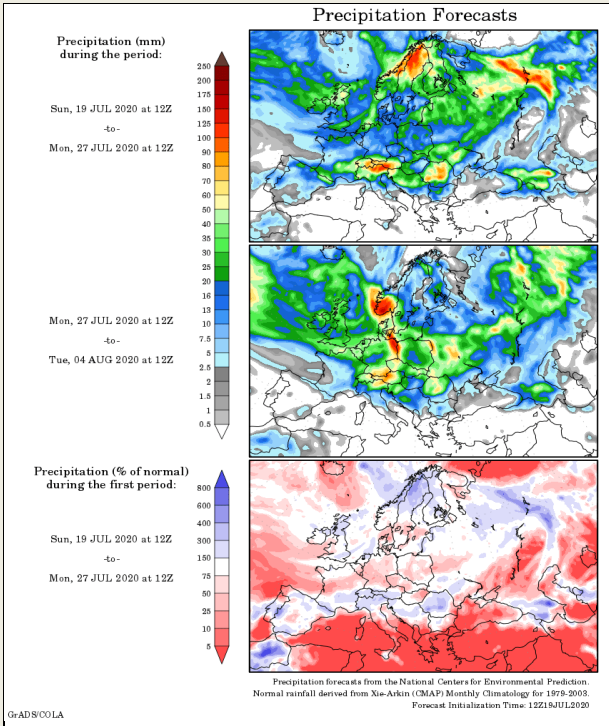 Precipitation Forecasts
Precipitation (mm)
during the period:
Sun, 19 JUL 2020 at 12Z
-to-
Mon, 27 JUL 2020 at 12Z
250
200
175
150
125
100
90
80
70
60
50
40
35
30
25
20
16
13
10
7.5
5
2.5
2
1.5
1
0.5
Mon, 27 JUL 2020 at 12Z
-to-
Tue, 04 AUG 2020 at 12Z
Precipitation (% of normal)
during the first period:
Sun, 19 JUL 2020 at 12Z
-to-
Mon, 27 JUL 2020 at 12Z
800
600
400
300
150
75
50
25
10
5
Precipitation forecasts from the National Centers for Environmental Prediction.
Normal rainfall derived from Xie-Arkin (CMAP) Monthly Climatology for 1979-2003.
Forecast Initialization Time: 12Z19JUL2020
GrADS/COLA